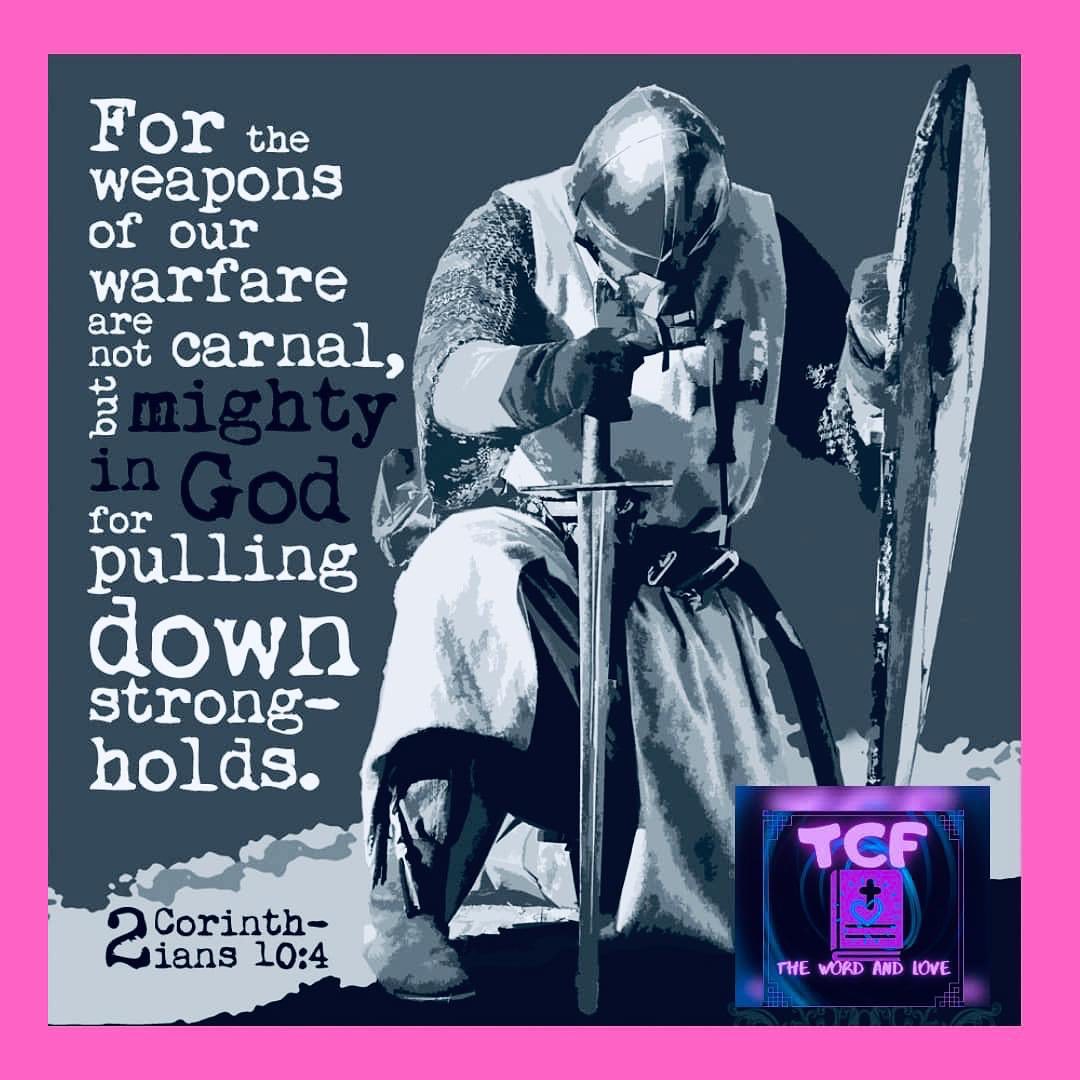 For the
weapons
of our
warfare
are
not carnal,
but mighty
in God
for
pulling
down
strong-
holds.
2 Corinth-
ians 10:4
TCF
THE WORD AND LOVE